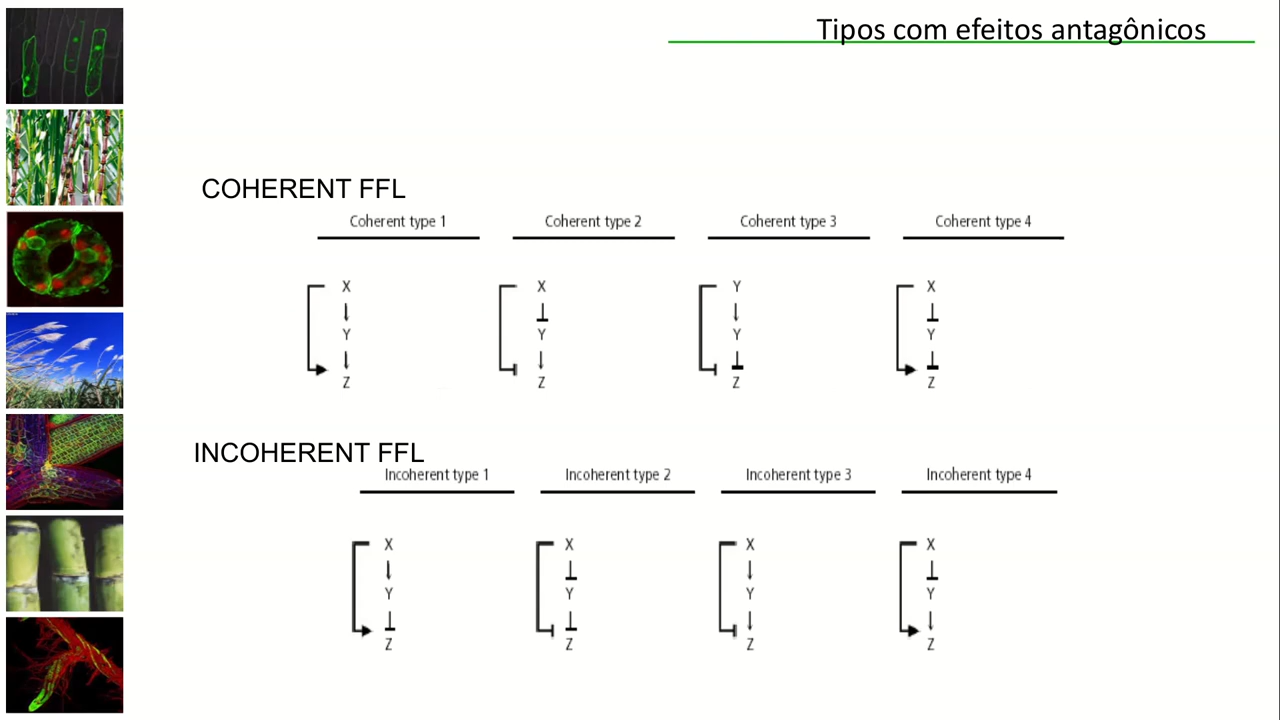 Tipos com efeitos antagônicos
COHERENT FFL
Coherent type 1 Coherent type 2 Coherent type 3 Coherent type 4
X X Y X
Y Y Y Y
Z Z Z Z
INCOHERENT FFL
Incoherent type 1 Incoherent type 2 Incoherent type 3 Incoherent type 4
X X X X
Y Y Y Y
Z Z Z Z